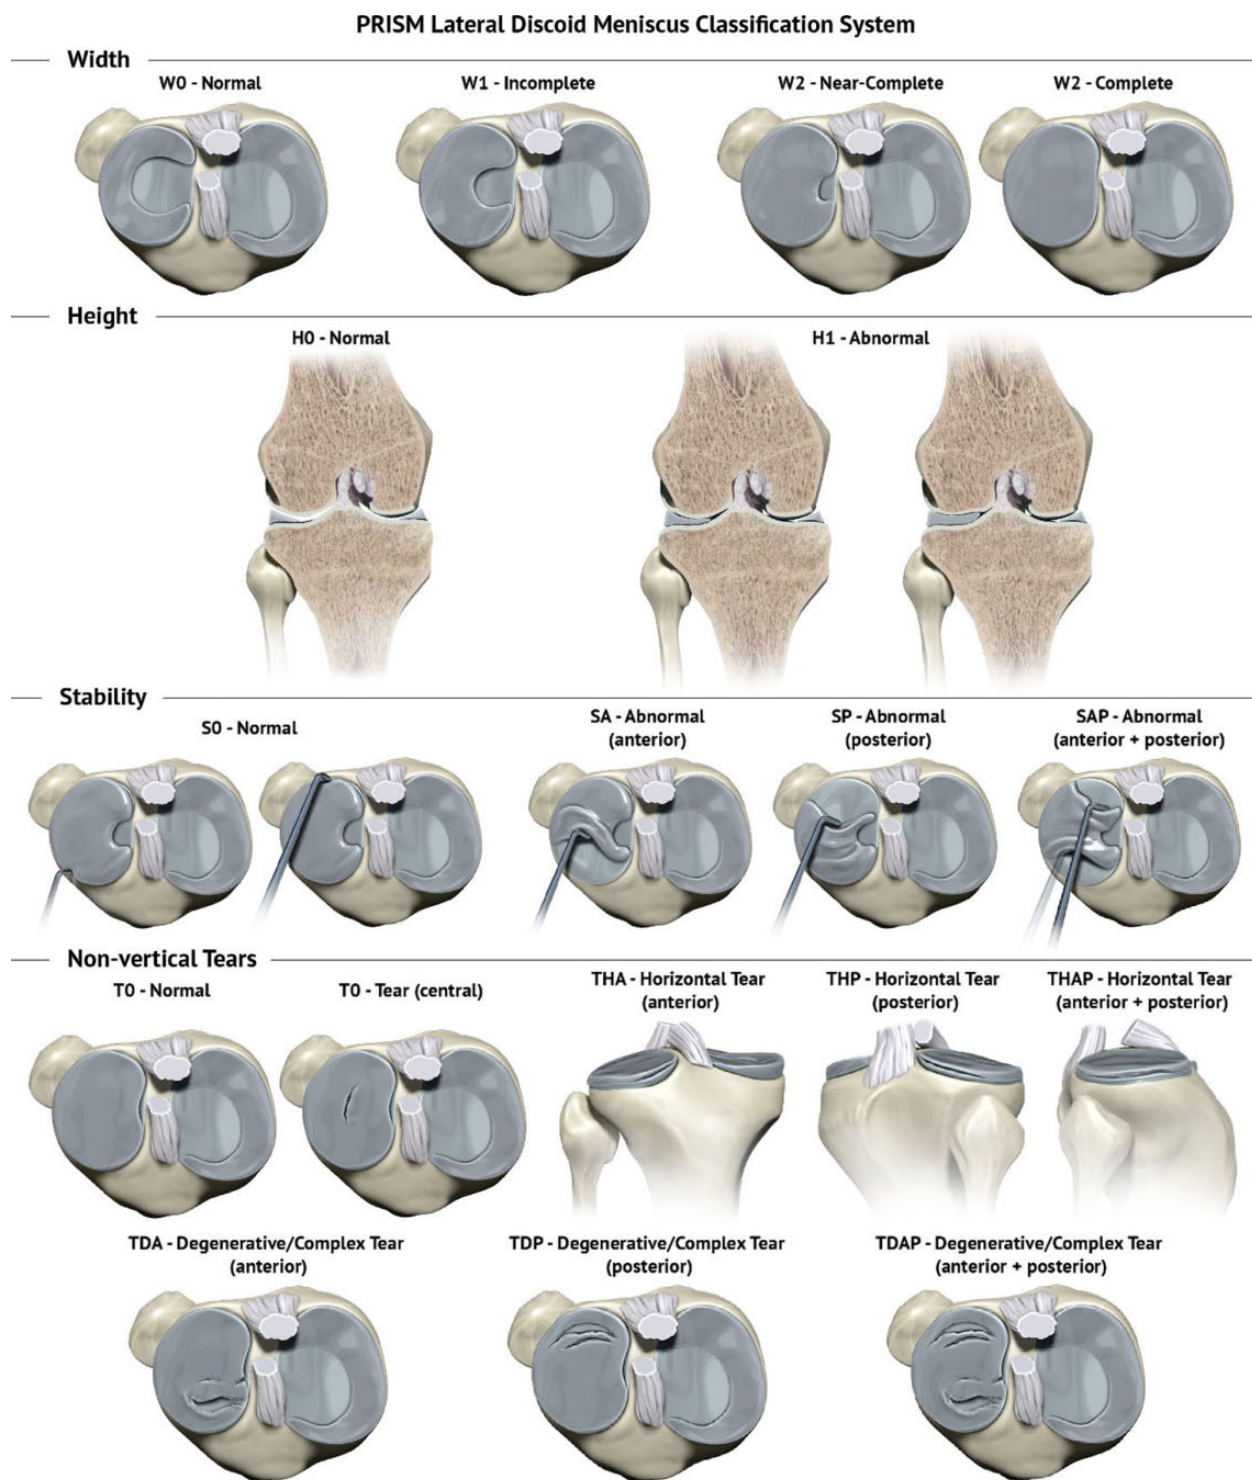 PRISM Lateral Discoid Meniscus Classification System
Width
W0 - Normal
W1 - Incomplete
W2 - Near-Complete
W2 - Complete
Height
H0 - Normal
H1 - Abnormal
Stability
S0 - Normal
SA - Abnormal
(anterior)
SP - Abnormal
(posterior)
SAP - Abnormal
(anterior + posterior)
Non-vertical Tears
T0 - Normal
T0 - Tear (central)
THA - Horizontal Tear
(anterior)
THP - Horizontal Tear
(posterior)
THAP - Horizontal Tear
(anterior + posterior)
TDA - Degenerative/Complex Tear
(anterior)
TDP - Degenerative/Complex Tear
(posterior)
TDAP - Degenerative/Complex Tear
(anterior + posterior)